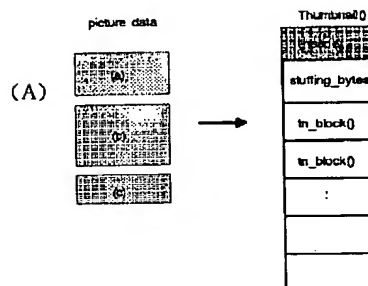 picture data
Thumbnail()
(A)
(a)
stuffing_bytes
(b)
tn_block()
tn_block()
(c)